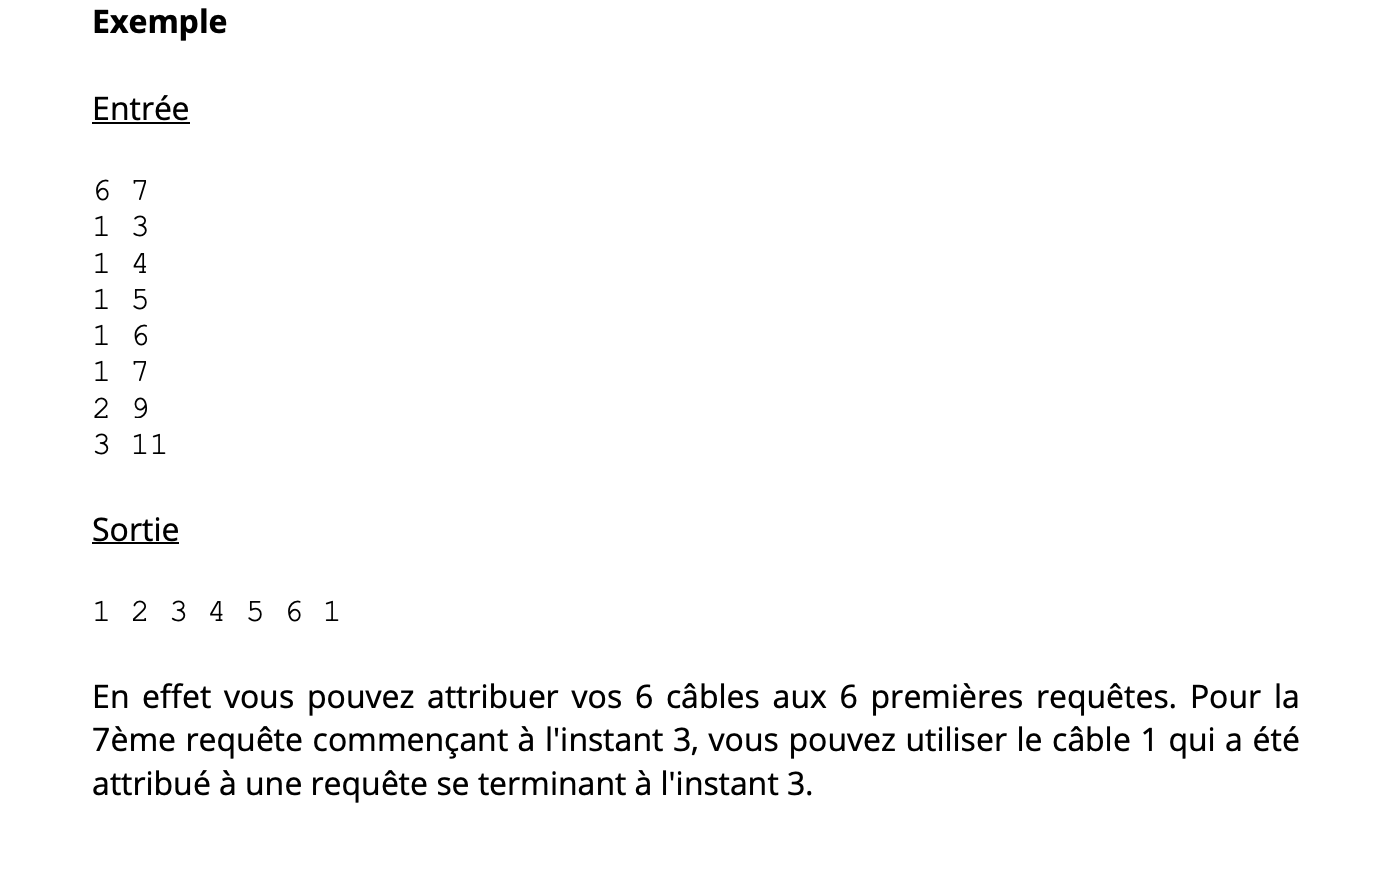 Exemple
Entrée
6 7
1 3
1 4
1 5
1 6
1 7
2 9
3 11
Sortie
1 2 3 4 5 6 1
En effet vous pouvez attribuer vos 6 câbles aux 6 premières requêtes. Pour la
7ème requête commençant à l'instant 3, vous pouvez utiliser le câble 1 qui a été
attribué à une requête se terminant à l'instant 3.